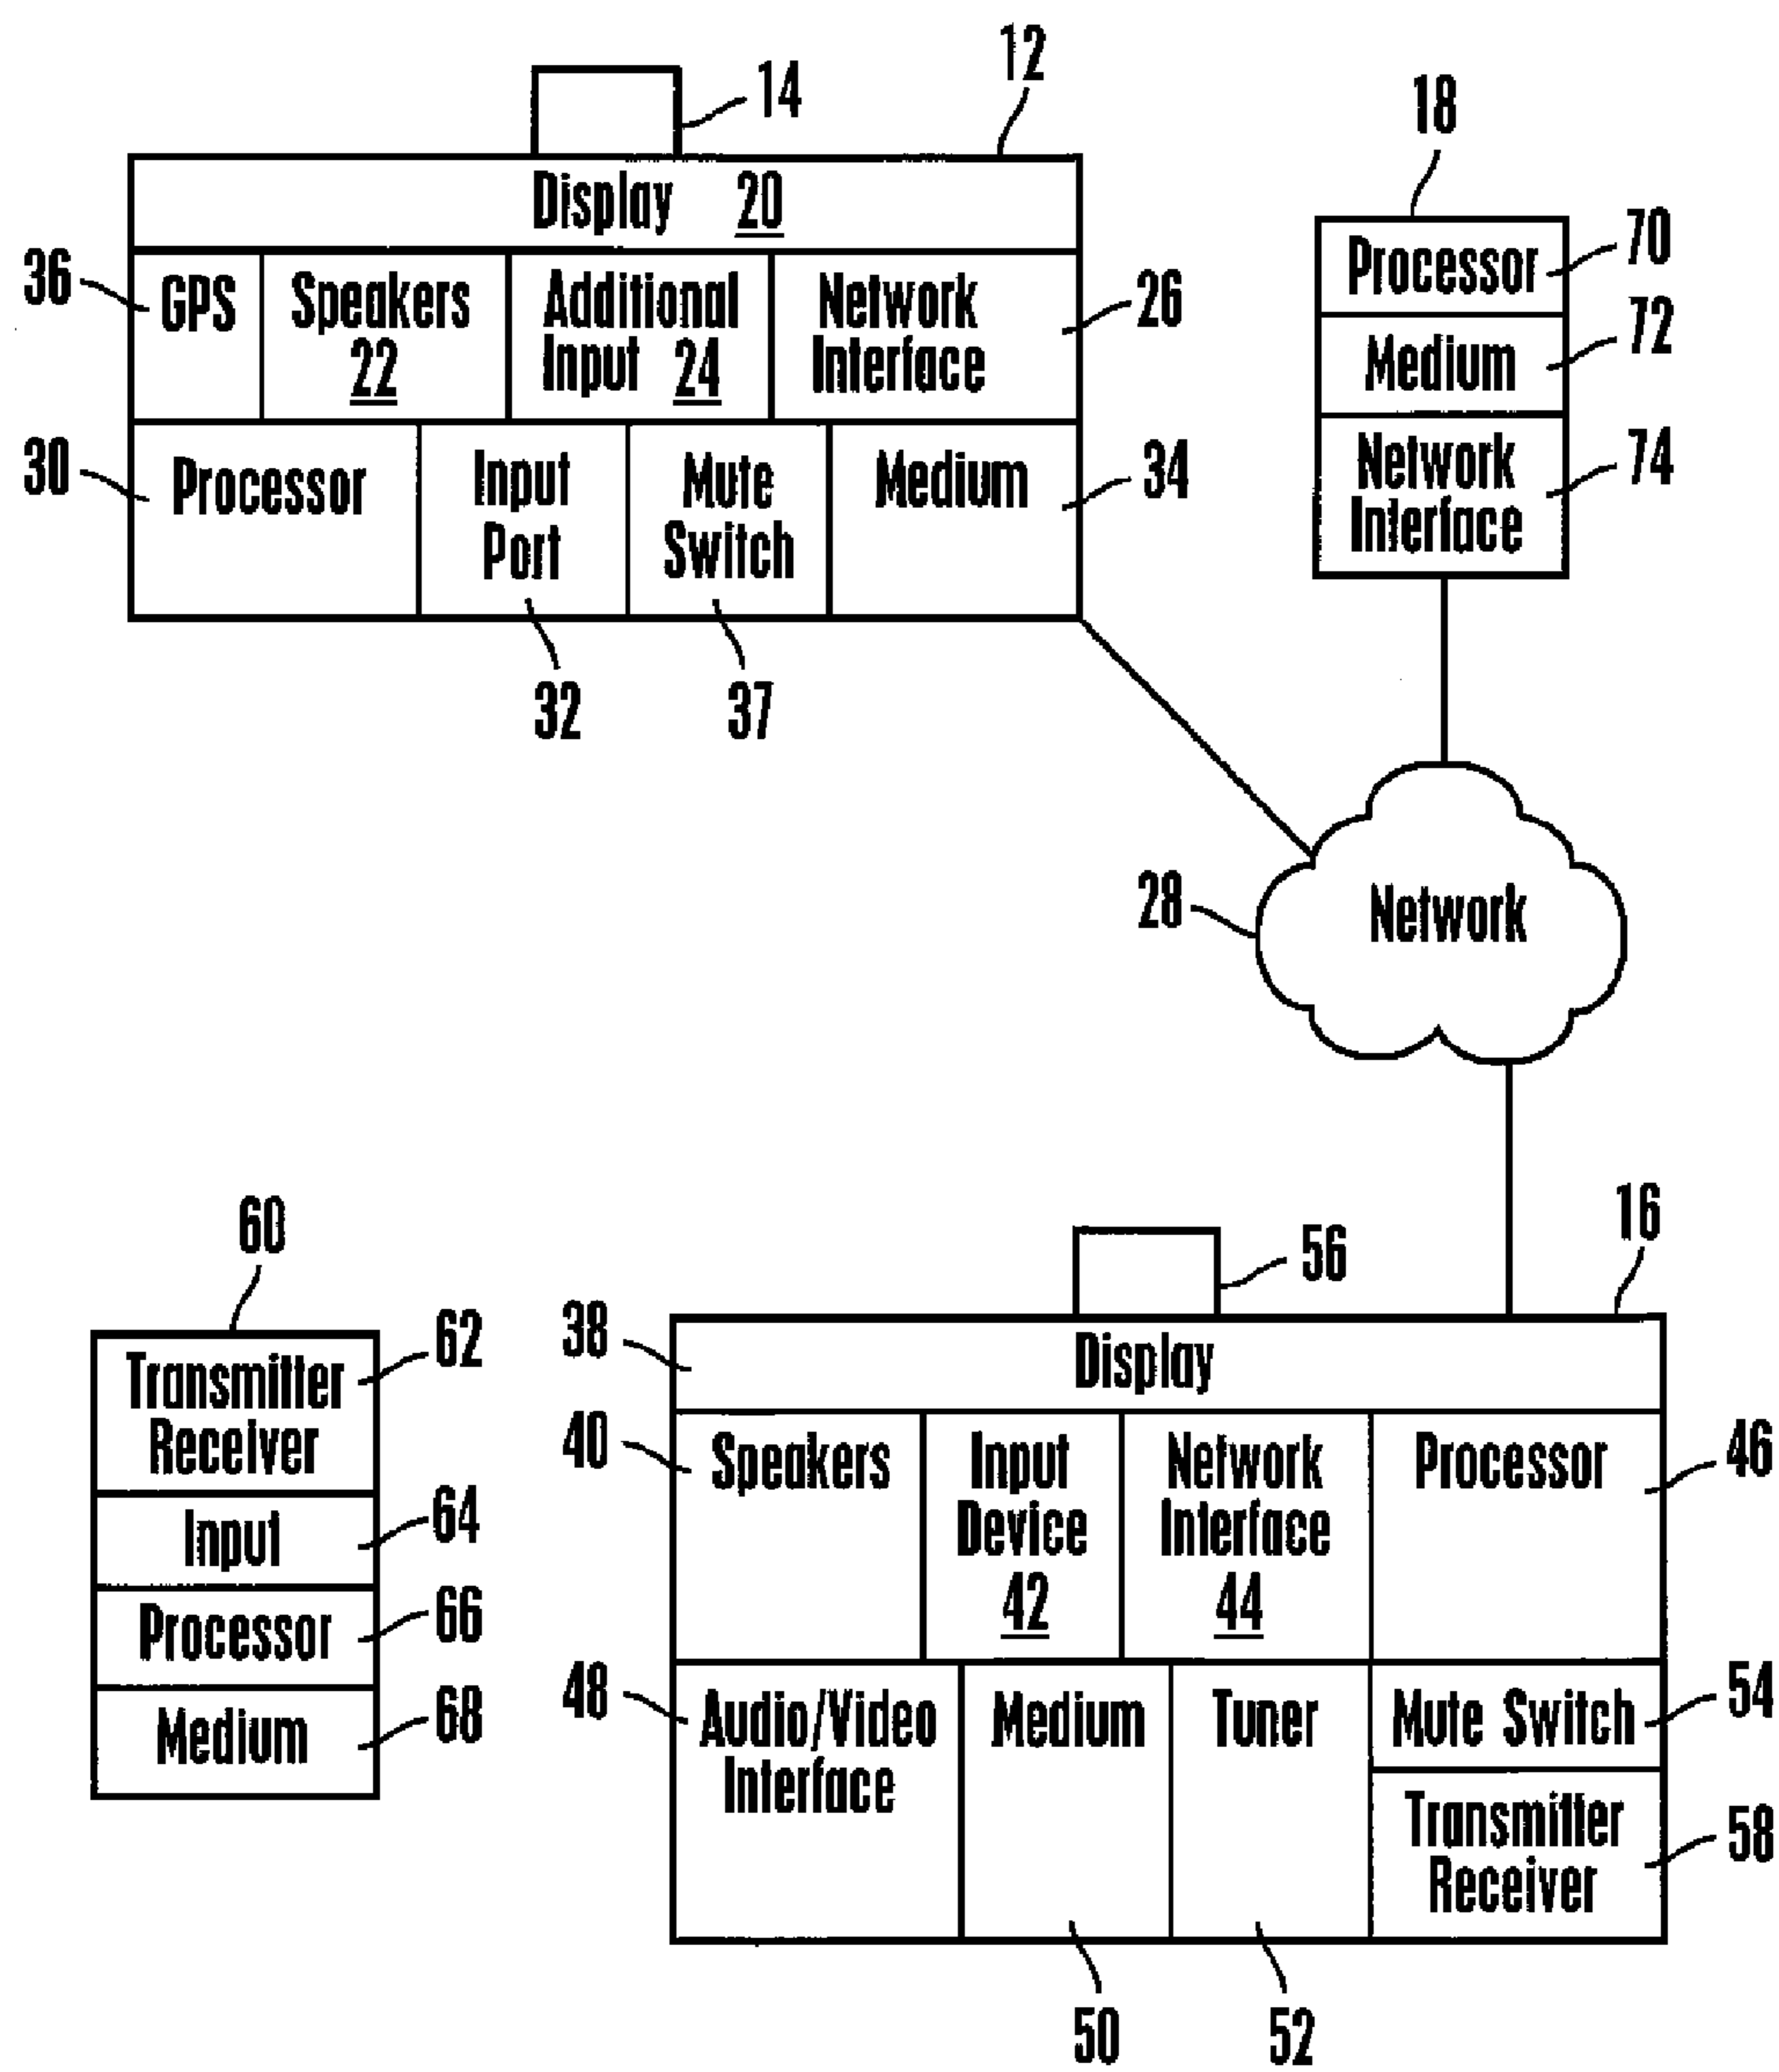 12
14
18
Display 20
36
GPS
Speakers
22
Additional
Input 24
Network
Interface
26
Processor
70
Medium
72
Network
Interface
74
30
Processor
Input
Port
Mute
Switch
Medium
34
32
37
28
Network
60
56
16
Transmitter
Receiver
62
Input
64
Processor
66
Medium
68
38
Display
40
Speakers
Input
Device
42
Network
Interface
44
Processor
46
48
Audio/Video
Interface
Medium
Tuner
Mute Switch
54
Transmitter
Receiver
58
50
52